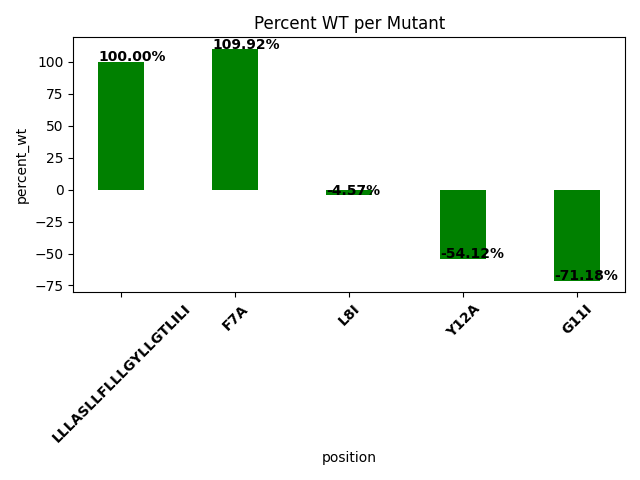 Percent WT per Mutant
percent_wt
100
75
50
25
0
−25
−50
−75
100.00%
109.92%
-4.57%
-54.12%
-71.18%
LLLASLLFLLLGYLLGTLILI
F7A
L8I
Y12A
G11I
position